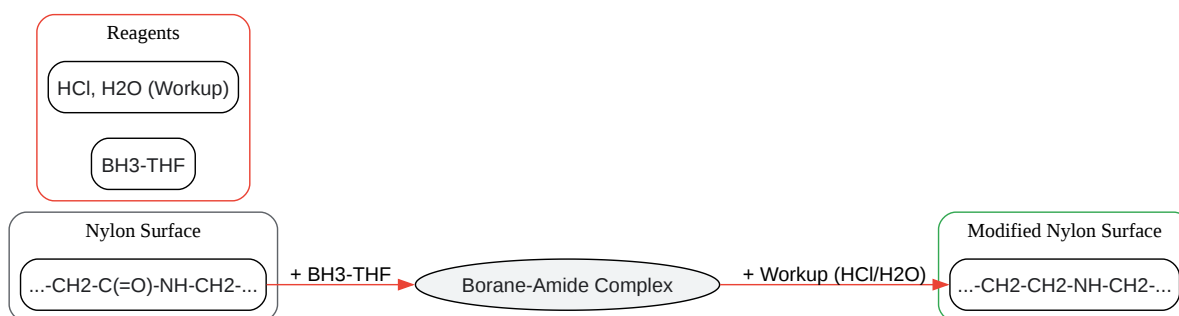 Reagents
HCl, H2O (Workup)
BH3-THF
Nylon Surface
...-CH2-C(=O)-NH-CH2-...
+ BH3-THF
Borane-Amide Complex
+ Workup (HCl/H2O)
Modified Nylon Surface
...-CH2-CH2-NH-CH2-...